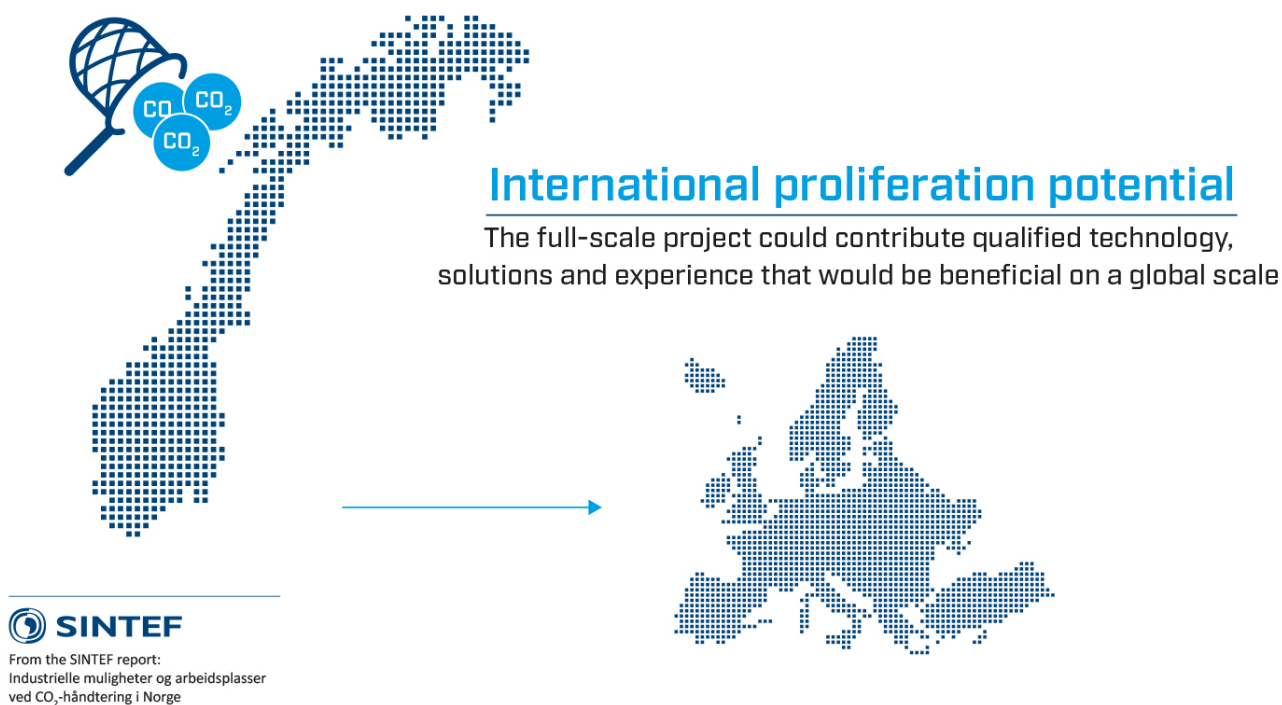 CO
CO₂
CO₂
International proliferation potential
The full-scale project could contribute qualified technology,
solutions and experience that would be beneficial on a global scale
SINTEF
From the SINTEF report:
Industrielle muligheter og arbeidsplasser
ved CO₂-håndtering i Norge